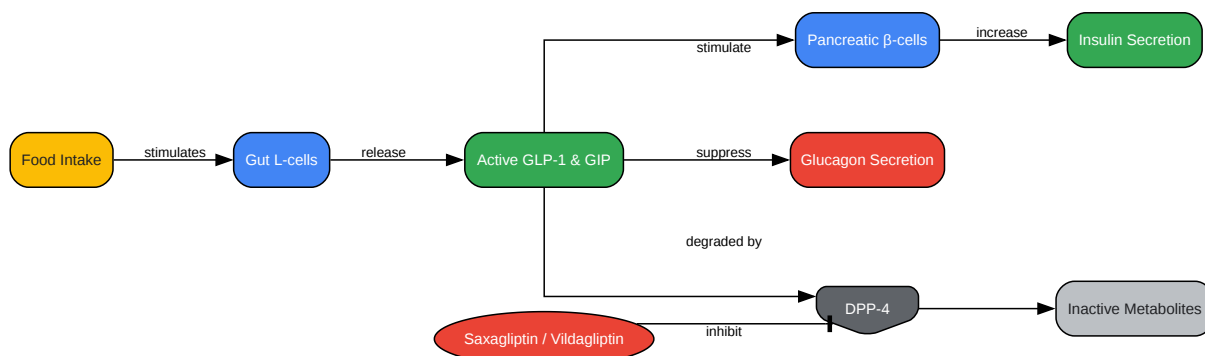 stimulate
Pancreatic β-cells
increase
Insulin Secretion
Food Intake
stimulates
Gut L-cells
release
Active GLP-1 & GIP
suppress
Glucagon Secretion
degraded by
DPP-4
Inactive Metabolites
Saxagliptin / Vildagliptin
inhibit